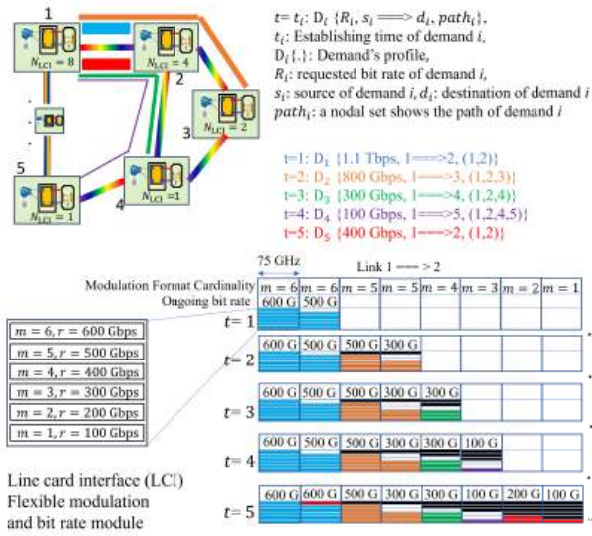 1
N_LCI = 8
N_LCI = 4
2
3
N_LCI = 2
5
N_LCI = 1
4
N_LCI =1
t= t_i: D_i {R_i, s_i ===> d_i, path_i},
t_i: Establishing time of demand i,
D_i{.}: Demand's profile,
R_i: requested bit rate of demand i,
s_i: source of demand i, d_i: destination of demand i
path_i: a nodal set shows the path of demand i
t=1: D_1 {1.1 Tbps, 1===>2, (1,2)}
t=2: D_2 {800 Gbps, 1===>3, (1,2,3)}
t=3: D_3 {300 Gbps, 1===>4, (1,2,4)}
t=4: D_4 {100 Gbps, 1===>5, (1,2,4,5)}
t=5: D_5 {400 Gbps, 1===>2, (1,2)}
75 GHz
Link 1 ---> 2
Modulation Format Cardinality m = 6 m = 6 m = 5 m = 5 m = 4 m = 3 m = 2 m = 1
Ongoing bit rate 600 G 500 G
t= 1
600 G 500 G 500 G 300 G
t= 2
600 G 500 G 500 G 300 G 300 G
t= 3
600 G 500 G 500 G 300 G 300 G 100 G
t= 4
600 G 600 G 500 G 300 G 300 G 100 G 200 G 100 G
t= 5
m = 6, r = 600 Gbps
m = 5, r = 500 Gbps
m = 4, r = 400 Gbps
m = 3, r = 300 Gbps
m = 2, r = 200 Gbps
m = 1, r = 100 Gbps
Line card interface (LCI)
Flexible modulation
and bit rate module